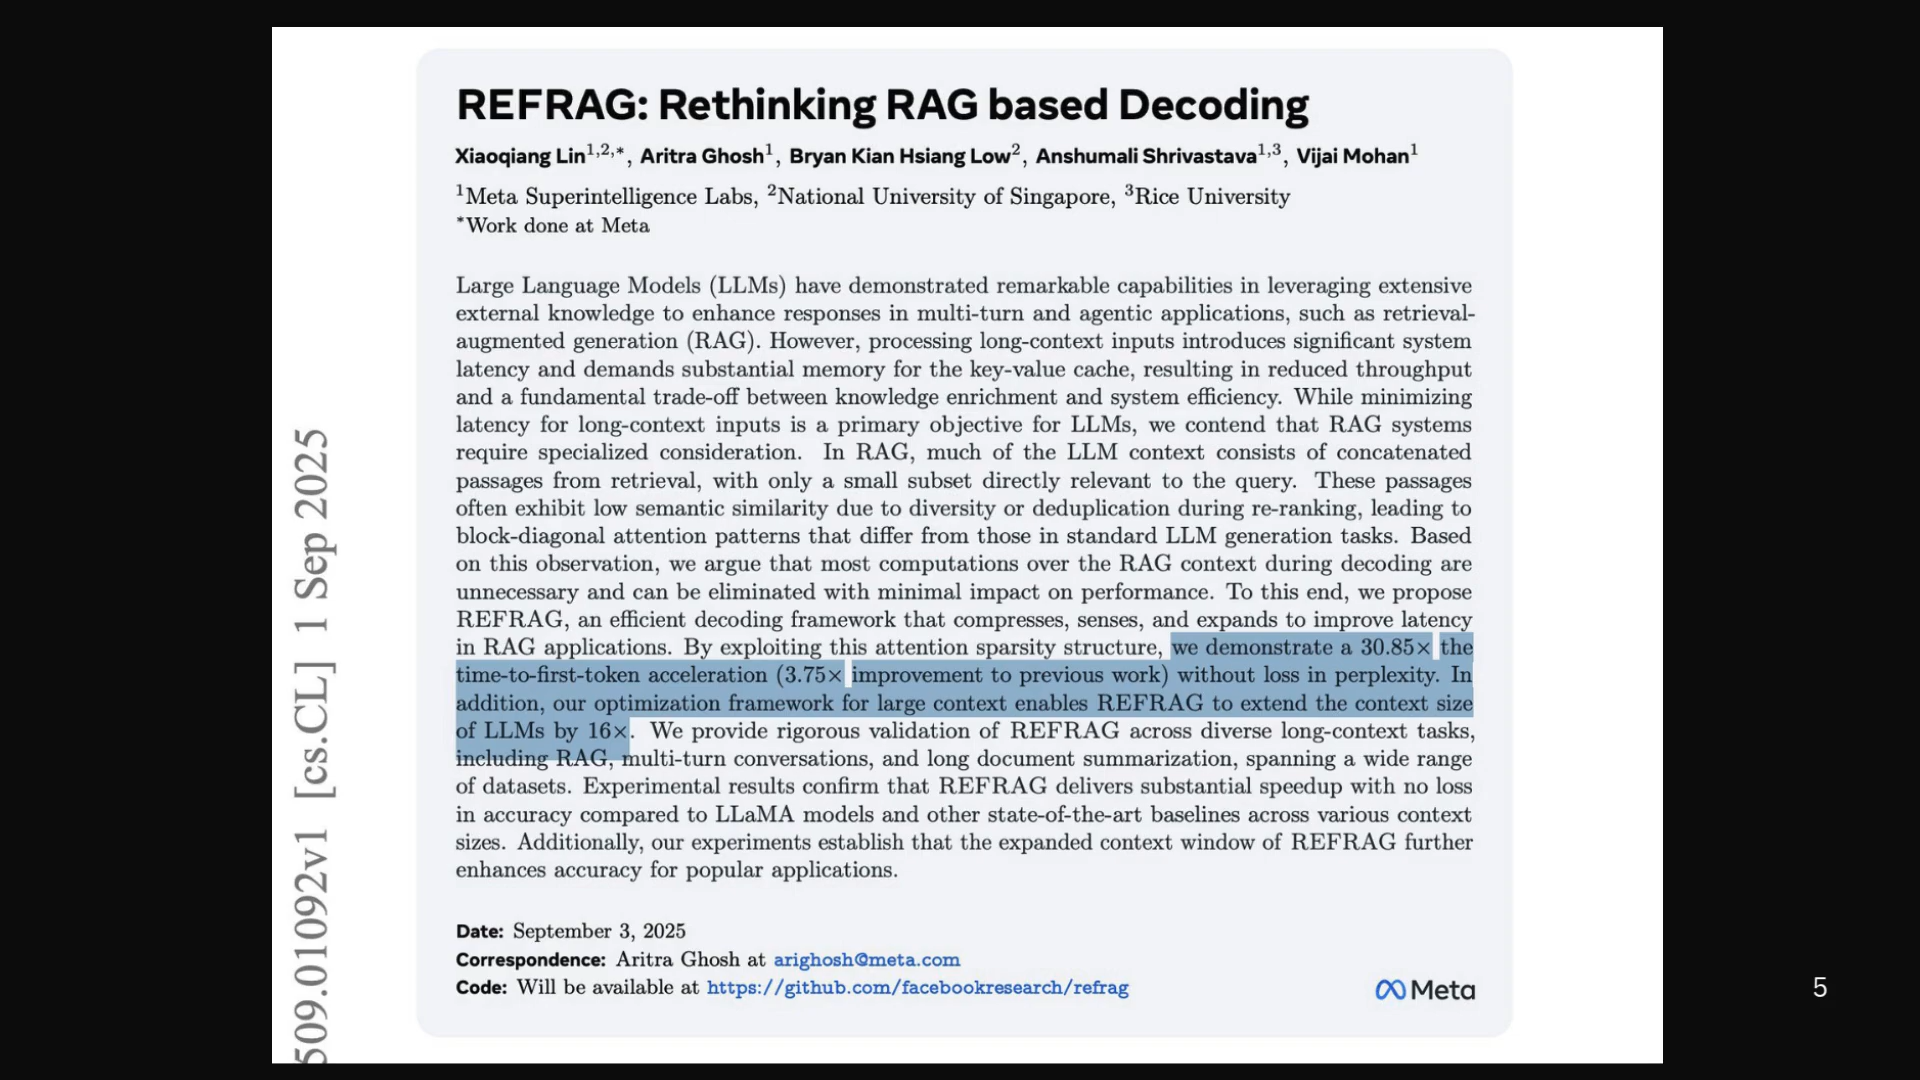 REFRAG: Rethinking RAG based Decoding
Xiaoqiang Lin1,2,*, Aritra Ghosh1, Bryan Kian Hsiang Low2, Anshumali Shrivastava1,3, Vijai Mohan1
1Meta Superintelligence Labs, 2National University of Singapore, 3Rice University
*Work done at Meta
Large Language Models (LLMs) have demonstrated remarkable capabilities in leveraging extensive
external knowledge to enhance responses in multi-turn and agentic applications, such as retrieval-
augmented generation (RAG). However, processing long-context inputs introduces significant system
latency and demands substantial memory for the key-value cache, resulting in reduced throughput
and a fundamental trade-off between knowledge enrichment and system efficiency. While minimizing
latency for long-context inputs is a primary objective for LLMs, we contend that RAG systems
require specialized consideration. In RAG, much of the LLM context consists of concatenated
passages from retrieval, with only a small subset directly relevant to the query. These passages
often exhibit low semantic similarity due to diversity or deduplication during re-ranking, leading to
block-diagonal attention patterns that differ from those in standard LLM generation tasks. Based
on this observation, we argue that most computations over the RAG context during decoding are
unnecessary and can be eliminated with minimal impact on performance. To this end, we propose
REFRAG, an efficient decoding framework that compresses, senses, and expands to improve latency
in RAG applications. By exploiting this attention sparsity structure, we demonstrate a 30.85× the
time-to-first-token acceleration (3.75× improvement to previous work) without loss in perplexity. In
addition, our optimization framework for large context enables REFRAG to extend the context size
of LLMs by 16×. We provide rigorous validation of REFRAG across diverse long-context tasks,
including RAG, multi-turn conversations, and long document summarization, spanning a wide range
of datasets. Experimental results confirm that REFRAG delivers substantial speedup with no loss
in accuracy compared to LLaMA models and other state-of-the-art baselines across various context
sizes. Additionally, our experiments establish that the expanded context window of REFRAG further
enhances accuracy for popular applications.
Date: September 3, 2025
Correspondence: Aritra Ghosh at arighosh@meta.com
Code: Will be available at https://github.com/facebookresearch/refrag
Meta
509.01092v1 [cs.CL] 1 Sep 2025
5